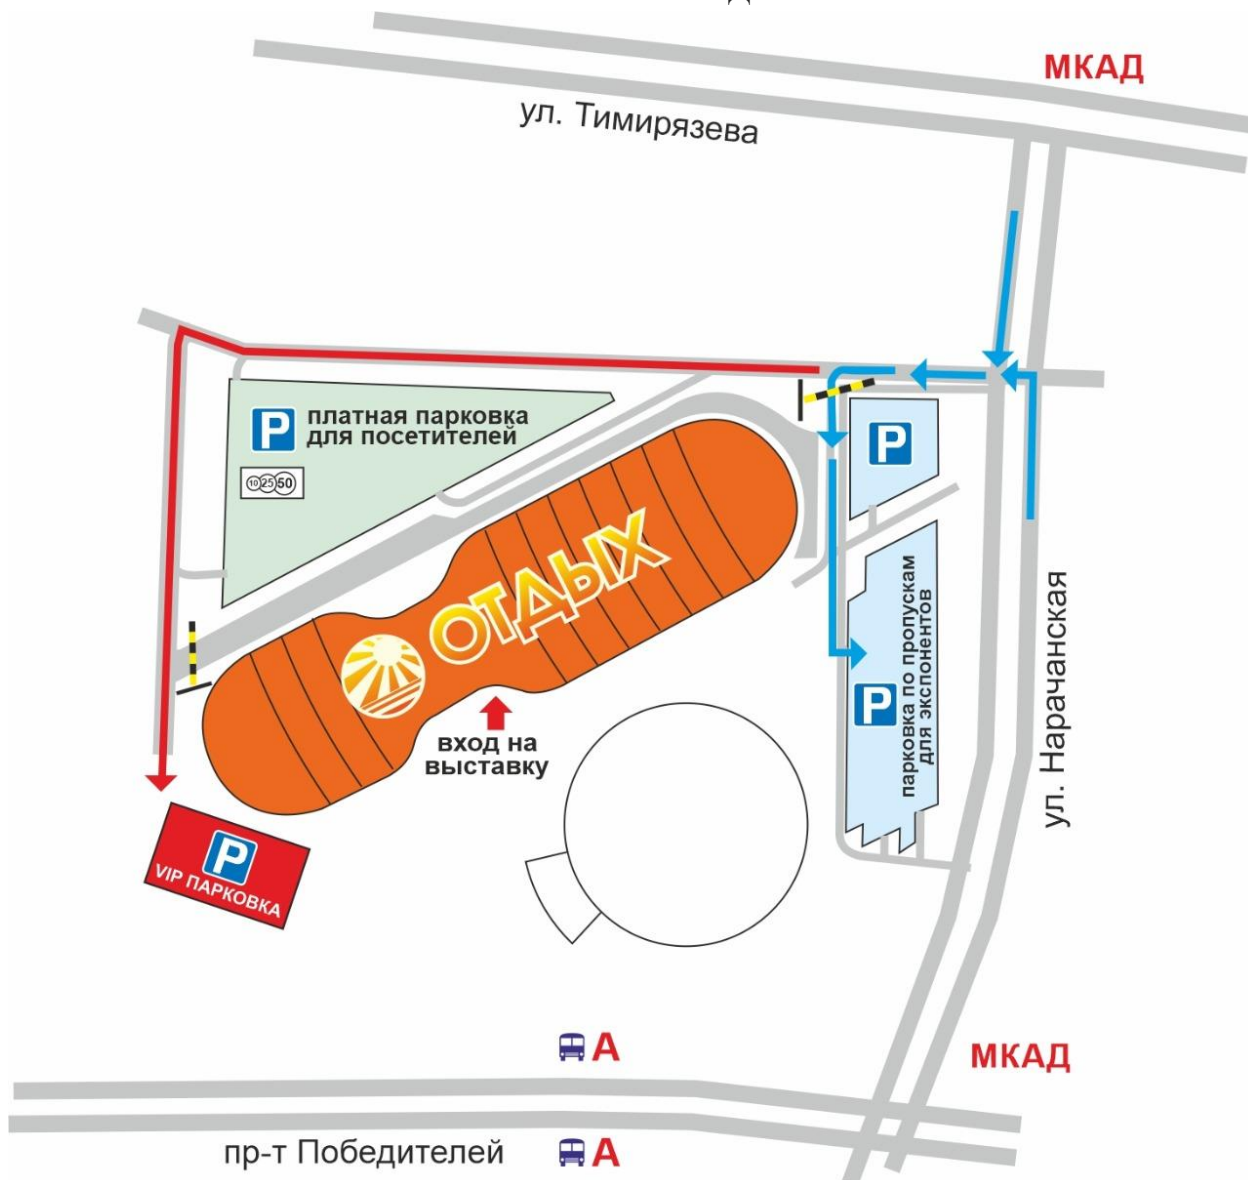 МКАД
ул. Тимирязева
P
платная парковка
для посетителей
10 25 50
P
ОТДЫХ
вход на
выставку
P
парковка по пропускам
для экспонентов
ул. Нарачанская
P
VIP ПАРКОВКА
А
МКАД
пр-т Победителей
А